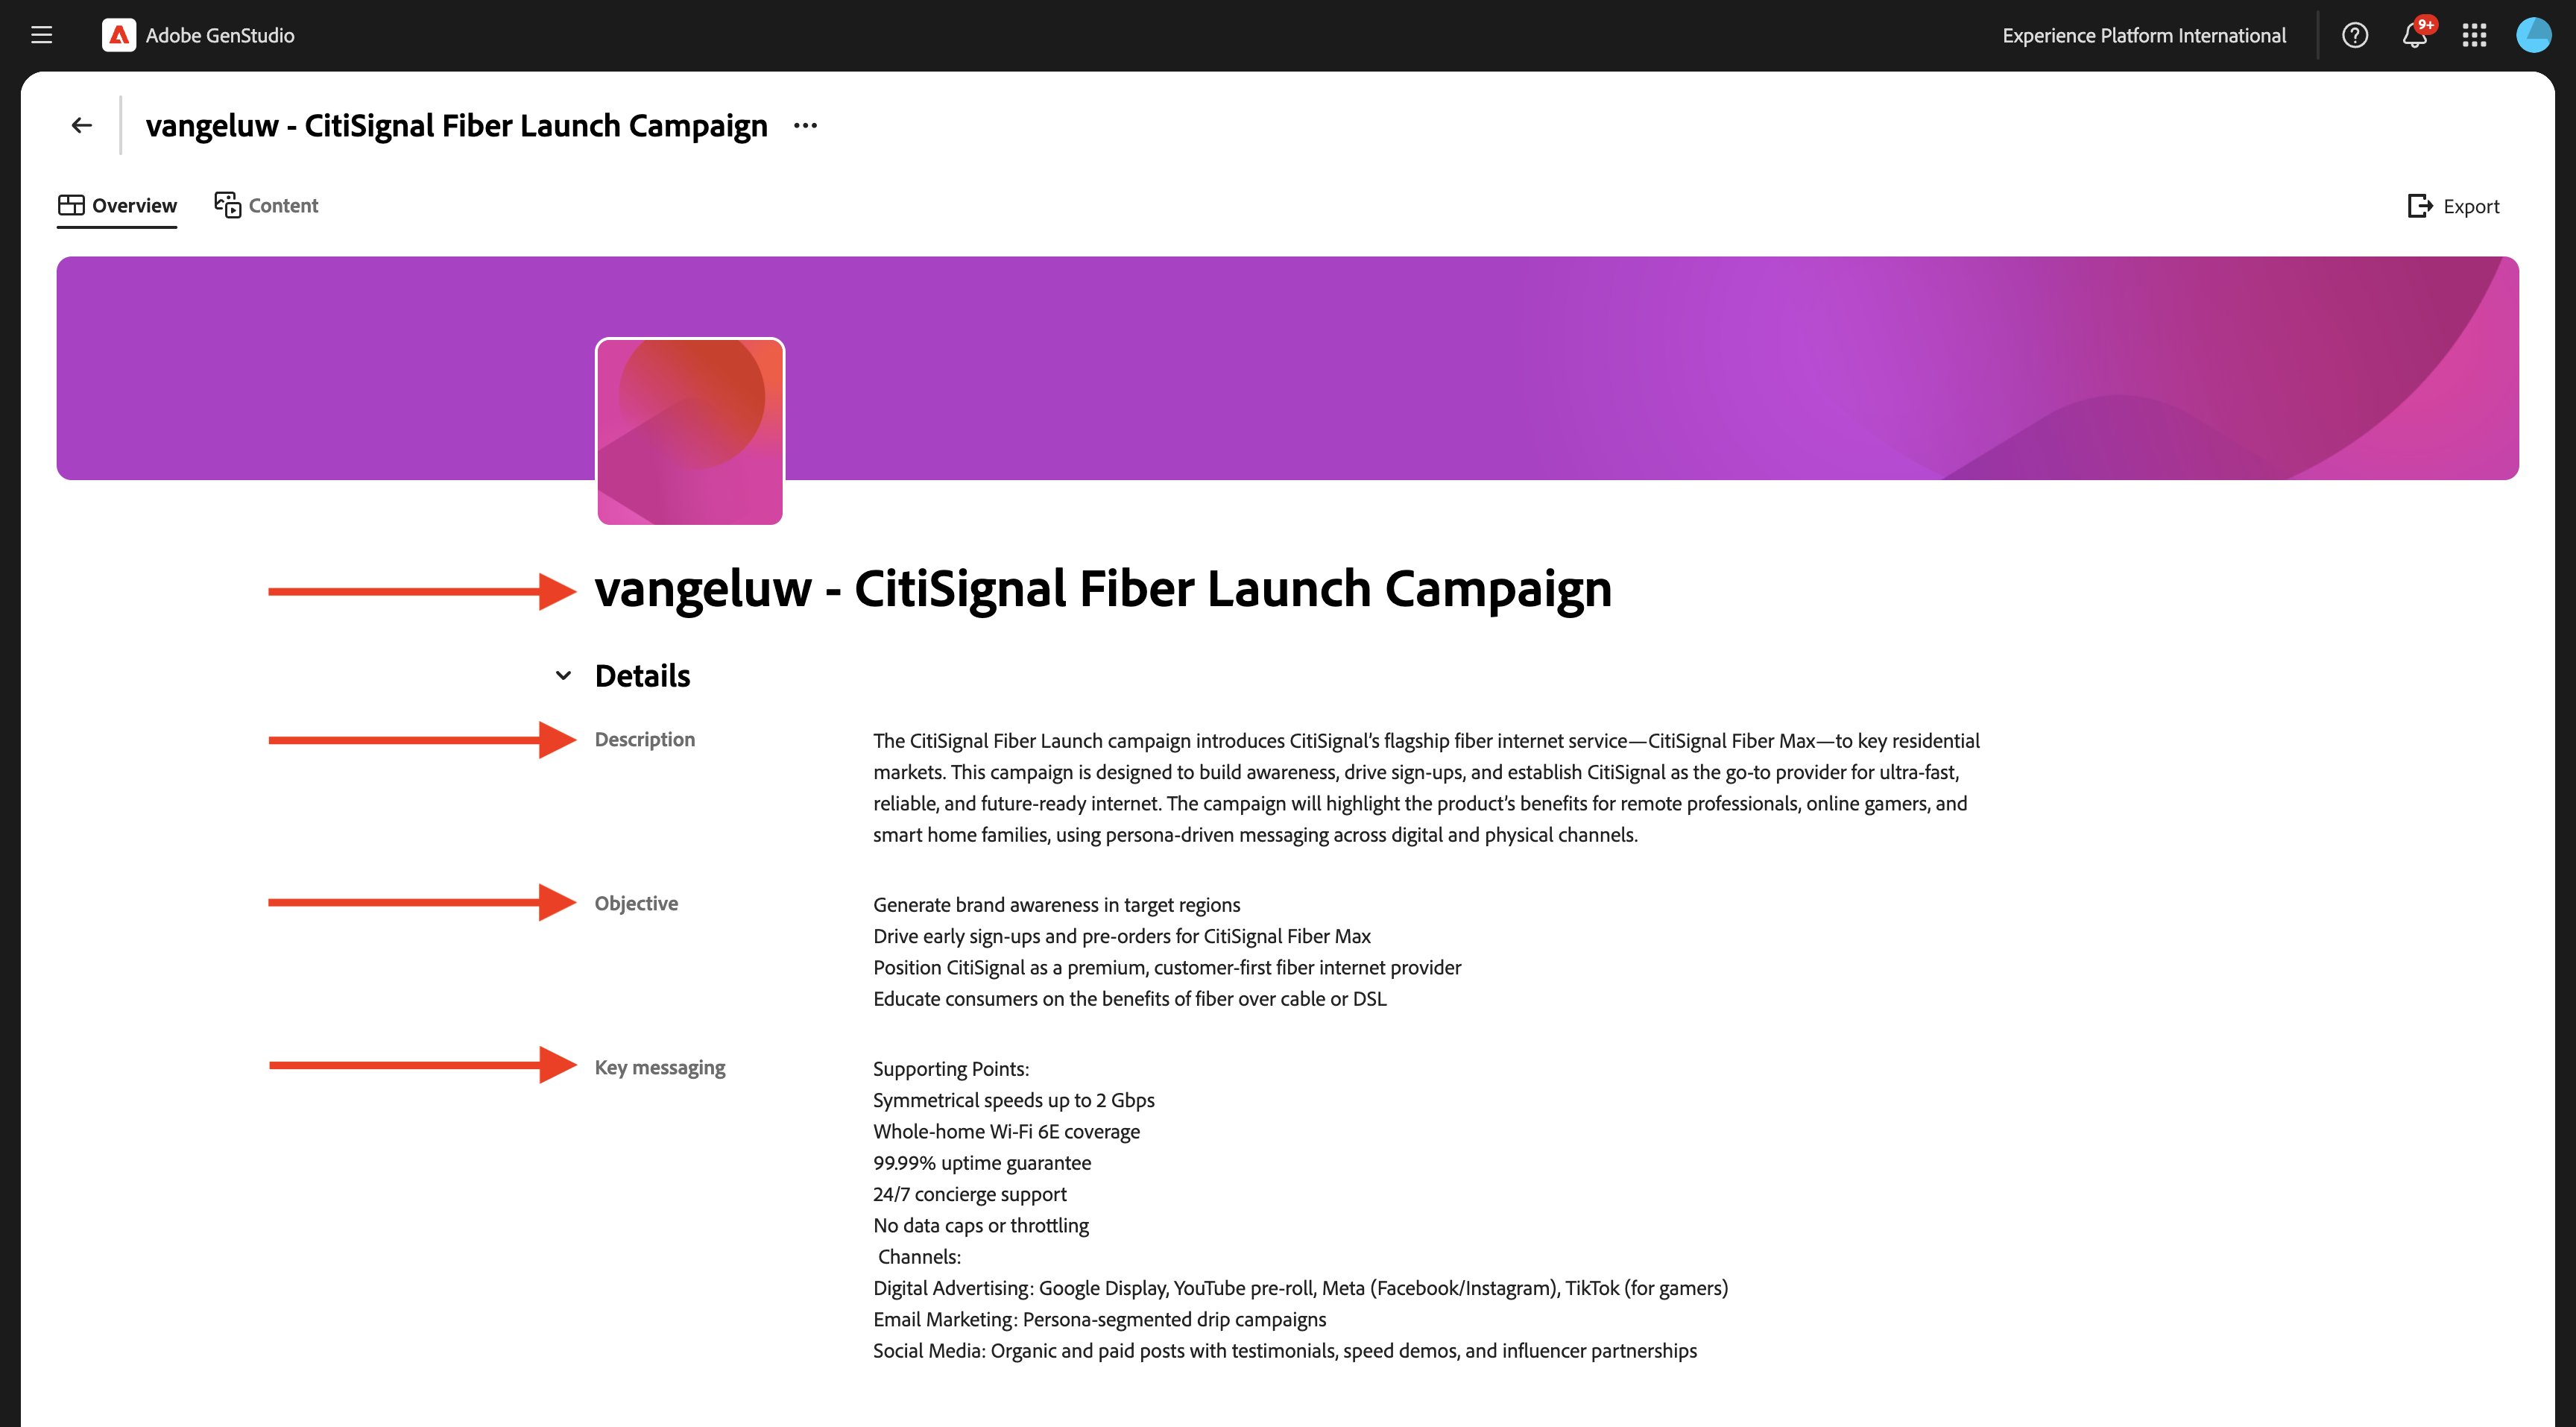 Adobe GenStudio
Experience Platform International
9+
vangeluw - CitiSignal Fiber Launch Campaign
Overview
Content
Export
vangeluw - CitiSignal Fiber Launch Campaign
Details
Description
The CitiSignal Fiber Launch campaign introduces CitiSignal’s flagship fiber internet service—CitiSignal Fiber Max—to key residential
markets. This campaign is designed to build awareness, drive sign-ups, and establish CitiSignal as the go-to provider for ultra-fast,
reliable, and future-ready internet. The campaign will highlight the product’s benefits for remote professionals, online gamers, and
smart home families, using persona-driven messaging across digital and physical channels.
Objective
Generate brand awareness in target regions
Drive early sign-ups and pre-orders for CitiSignal Fiber Max
Position CitiSignal as a premium, customer-first fiber internet provider
Educate consumers on the benefits of fiber over cable or DSL
Key messaging
Supporting Points:
Symmetrical speeds up to 2 Gbps
Whole-home Wi-Fi 6E coverage
99.99% uptime guarantee
24/7 concierge support
No data caps or throttling
Channels:
Digital Advertising: Google Display, YouTube pre-roll, Meta (Facebook/Instagram), TikTok (for gamers)
Email Marketing: Persona-segmented drip campaigns
Social Media: Organic and paid posts with testimonials, speed demos, and influencer partnerships